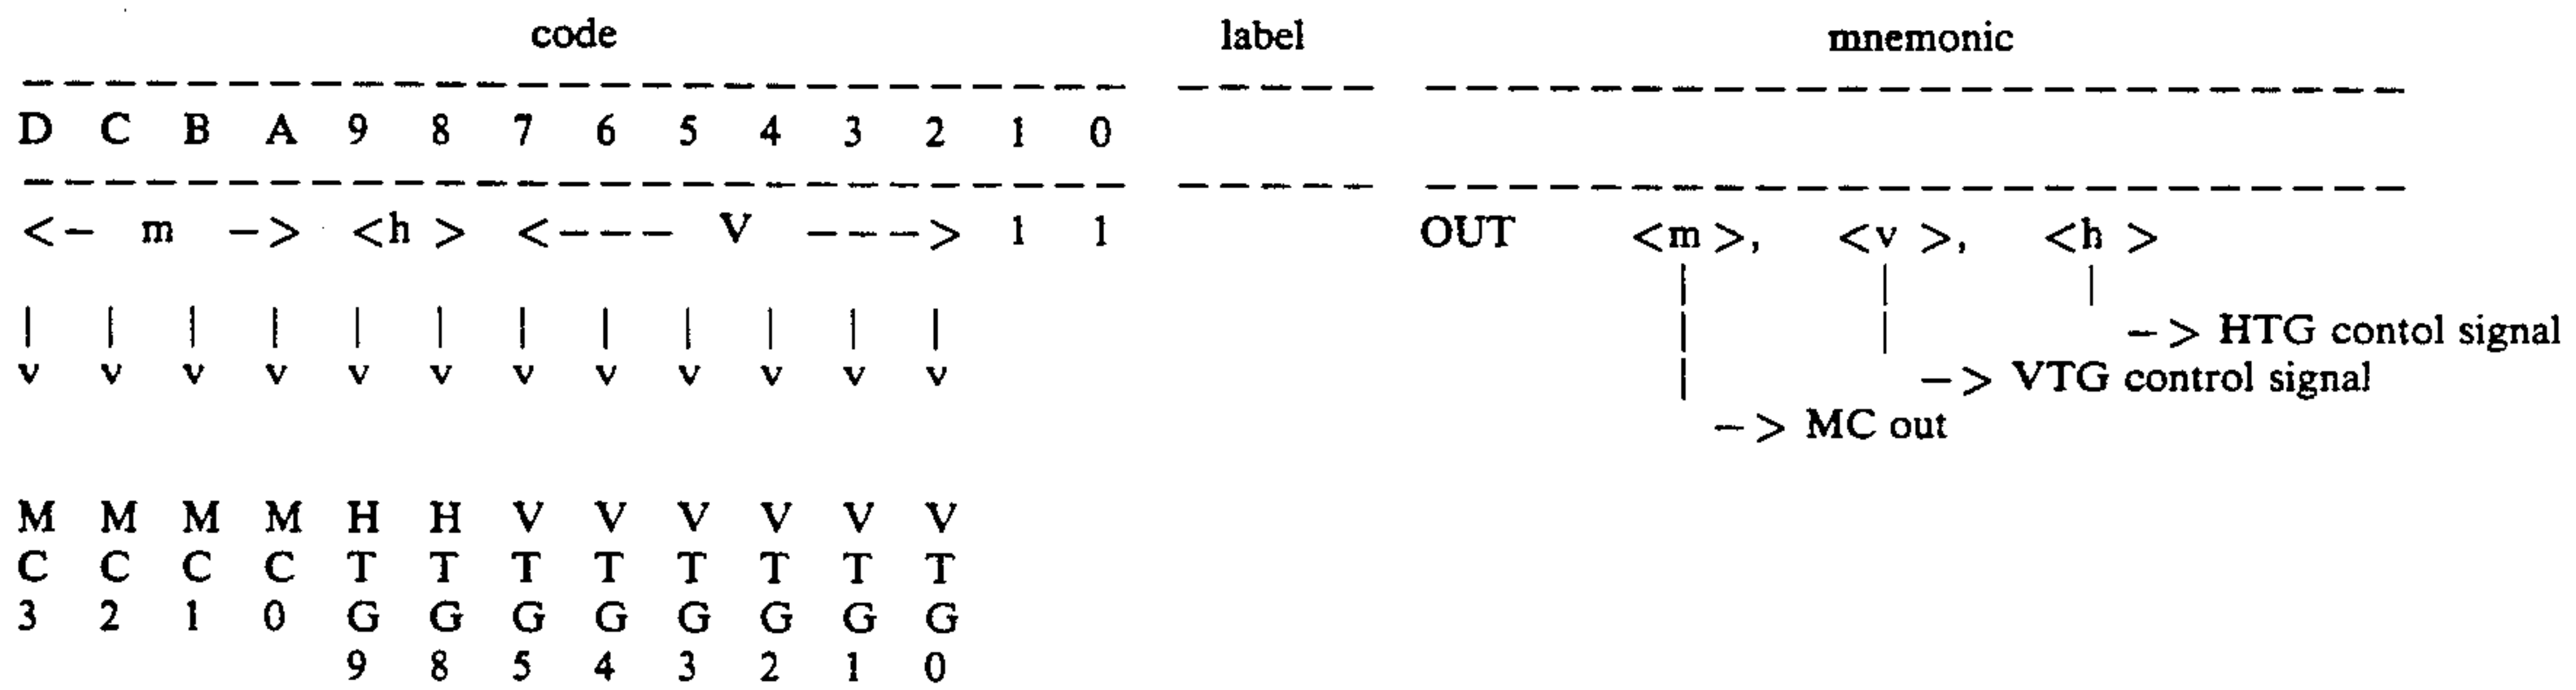 code label mnemonic
– – – – – – – – – – – – – – – – – – – – – – – – – – – – – – – – – – – – – – – – – – – – – – – –
D C B A 9 8 7 6 5 4 3 2 1 0
– – – – – – – – – – – – – – – – – – – – – – – – – – – – – – – – – – – – – – – – – – – – – – – –
<– m –> <h > <––– V –––> 1 1 OUT <m >, <v >, <h >
| | | | | | | | | | | | | | |
–> HTG contol signal
v v v v v v v v v v v v | –> VTG control signal
–> MC out
M M M M H H V V V V V V
C C C C T T T T T T T T
3 2 1 0 G G G G G G G G
9 8 5 4 3 2 1 0